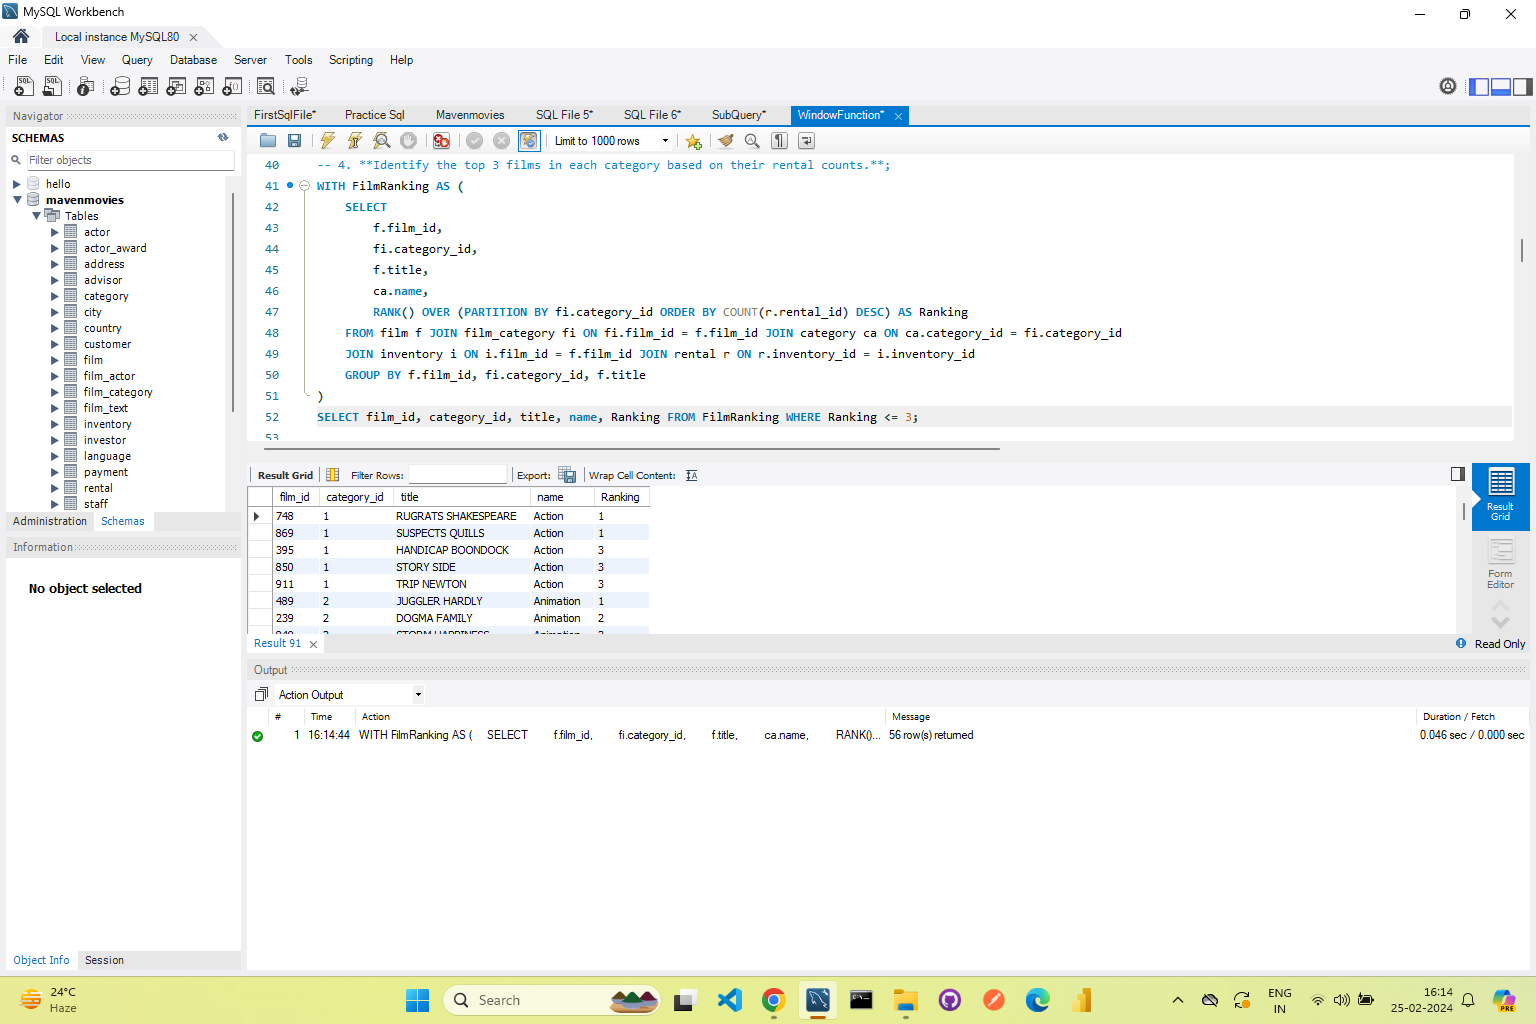 MySQL Workbench
Local instance MySQL80
File Edit View Query Database Server Tools Scripting Help
Navigator
SCHEMAS
Filter objects
hello
mavenmovies
Tables
actor
actor_award
address
advisor
category
city
country
customer
film
film_actor
film_category
film_text
inventory
investor
language
payment
rental
staff
Administration Schemas
Information
No object selected
Object Info Session
FirstSqlFile* Practice Sql Mavenmovies SQL File 5* SQL File 6* SubQuery* WindowFunction*
Limit to 1000 rows
40 -- 4. **Identify the top 3 films in each category based on their rental counts.**;
41 WITH FilmRanking AS (
42 SELECT
43 f.film_id,
44 fi.category_id,
45 f.title,
46 ca.name,
47 RANK() OVER (PARTITION BY fi.category_id ORDER BY COUNT(r.rental_id) DESC) AS Ranking
48 FROM film f JOIN film_category fi ON fi.film_id = f.film_id JOIN category ca ON ca.category_id = fi.category_id
49 JOIN inventory i ON i.film_id = f.film_id JOIN rental r ON r.inventory_id = i.inventory_id
50 GROUP BY f.film_id, fi.category_id, f.title
51 )
52 SELECT film_id, category_id, title, name, Ranking FROM FilmRanking WHERE Ranking <= 3;
53
Result Grid Filter Rows: Export: Wrap Cell Content:
film_id category_id title name Ranking
748 1 RUGRATS SHAKESPEARE Action 1
869 1 SUSPECTS QUILLS Action 1
395 1 HANDICAP BOONDOCK Action 3
850 1 STORY SIDE Action 3
911 1 TRIP NEWTON Action 3
489 2 JUGGLER HARDLY Animation 1
239 2 DOGMA FAMILY Animation 2
Result Grid
Form Editor
Result 91
Read Only
Output
Action Output
# Time Action Message Duration / Fetch
1 16:14:44 WITH FilmRanking AS ( SELECT f.film_id, fi.category_id, f.title, ca.name, RANK()... 56 row(s) returned 0.046 sec / 0.000 sec
24°C
Haze
Search
ENG
IN
16:14
25-02-2024
PRE